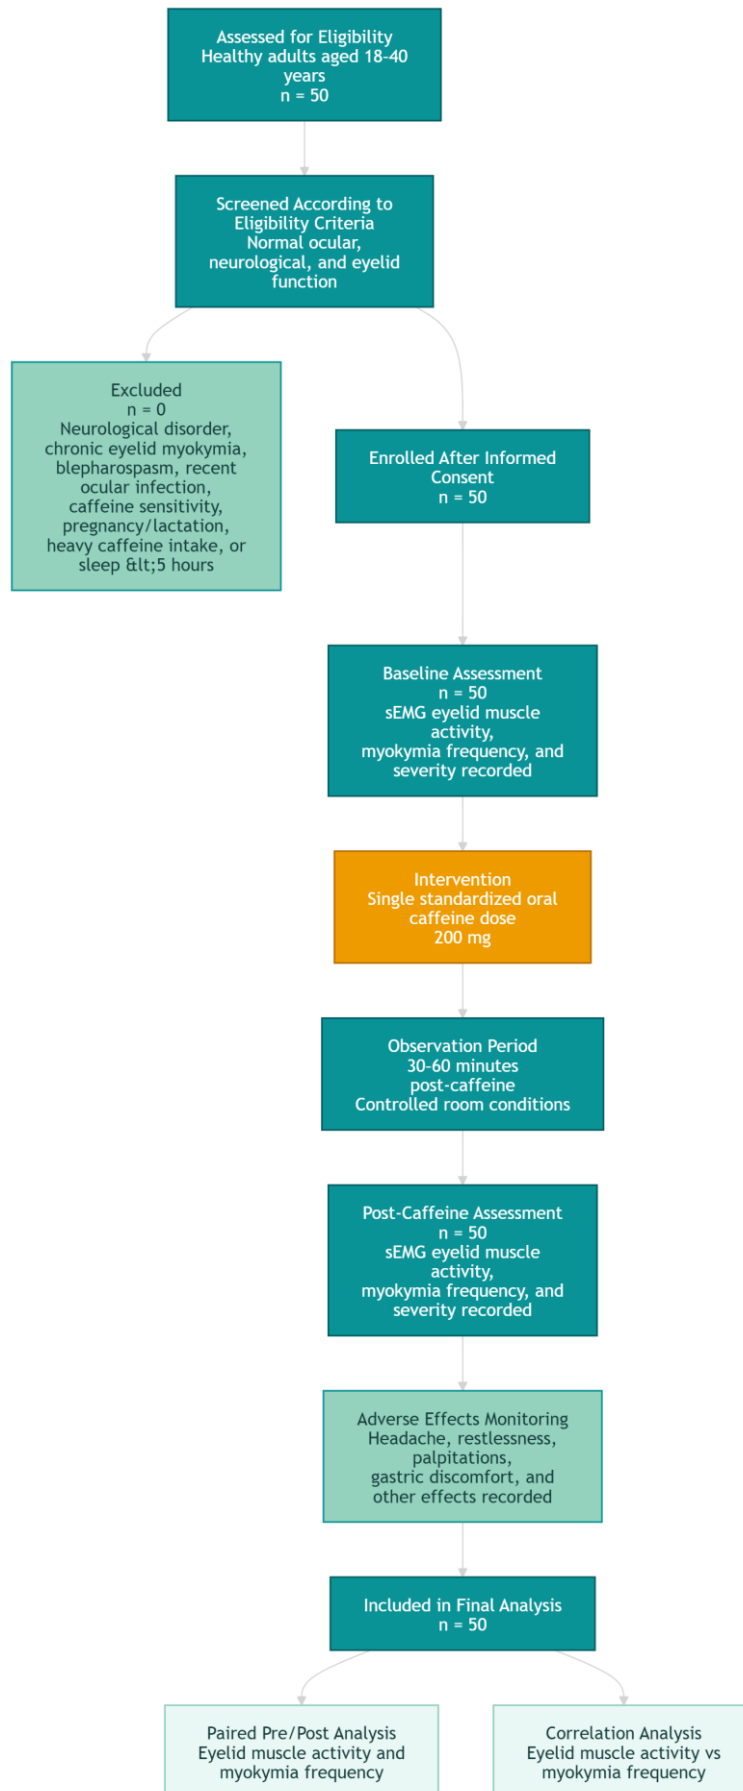 Assessed for Eligibility
Healthy adults aged 18–40
years
n = 50
Screened According to
Eligibility Criteria
Normal ocular,
neurological, and eyelid
function
Excluded
n = 0
Neurological disorder,
chronic eyelid myokymia,
blepharospasm, recent
ocular infection,
caffeine sensitivity,
pregnancy/lactation,
heavy caffeine intake, or
sleep &lt;5 hours
Enrolled After Informed
Consent
n = 50
Baseline Assessment
n = 50
sEMG eyelid muscle
activity,
myokymia frequency, and
severity recorded
Intervention
Single standardized oral
caffeine dose
200 mg
Observation Period
30–60 minutes
post-caffeine
Controlled room conditions
Post-Caffeine Assessment
n = 50
sEMG eyelid muscle
activity,
myokymia frequency, and
severity recorded
Adverse Effects Monitoring
Headache, restlessness,
palpitations,
gastric discomfort, and
other effects recorded
Included in Final Analysis
n = 50
Paired Pre/Post Analysis
Eyelid muscle activity and
myokymia frequency
Correlation Analysis
Eyelid muscle activity vs
myokymia frequency